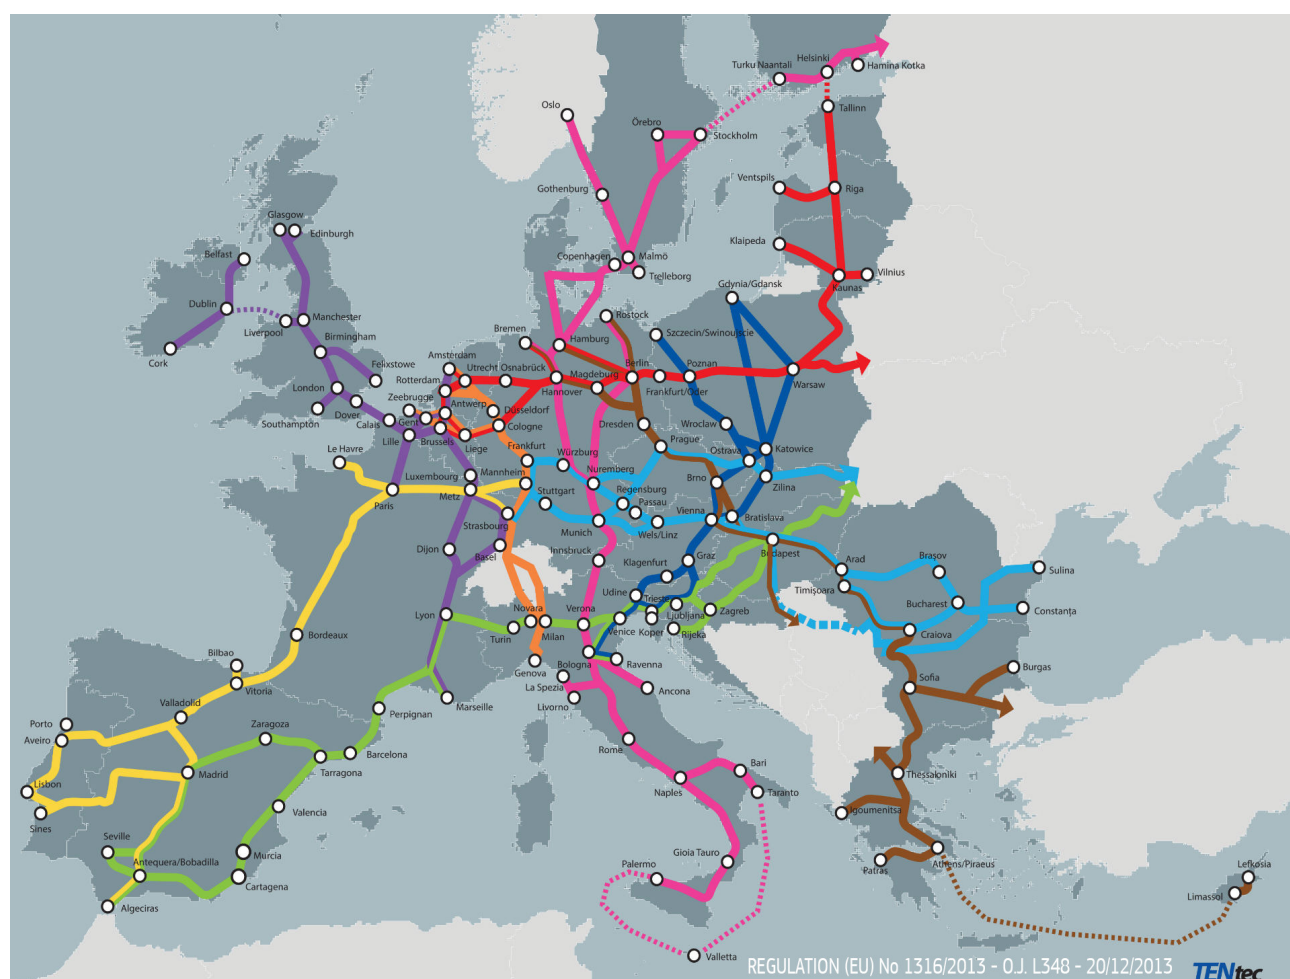 Helsinki
Turku Naantali
Hamina Kotka
Oslo
Tallinn
Örebro
Stockholm
Ventspils
Riga
Gothenburg
Glasgow
Edinburgh
Klaipeda
Belfast
Copenhagen
Malmö
Trelleborg
Vilnius
Kaunas
Gdynia/Gdansk
Dublin
Manchester
Liverpool
Rostock
Bremen
Szczecin/Swinoujscie
Birmingham
Hamburg
Cork
Amsterdam
Felixstowe
Utrecht
Osnabrück
Berlin
Poznan
Warsaw
Rotterdam
Magdeburg
London
Hannover
Frankfurt/Oder
Zeebrugge
Antwerp
Düsseldorf
Dover
Southampton
Calais
Gent
Cologne
Dresden
Wroclaw
Lille
Brussels
Liege
Prague
Le Havre
Frankfurt
Würzburg
Ostrava
Katowice
Luxembourg
Mannheim
Nuremberg
Brno
Zilina
Paris
Metz
Stuttgart
Regensburg
Passau
Strasbourg
Vienna
Bratislava
Munich
Wels/Linz
Dijon
Basel
Budapest
Innsbruck
Klagenfurt
Graz
Arad
Braşov
Sulina
Timişoara
Udine
Trieste
Bucharest
Constanţa
Lyon
Novara
Verona
Ljubljana
Zagreb
Turin
Milan
Venice
Koper
Rijeka
Craiova
Bordeaux
Bilbao
Genova
Bologna
Ravenna
Burgas
Vitoria
La Spezia
Ancona
Sofia
Valladolid
Marseille
Livorno
Porto
Perpignan
Zaragoza
Aveiro
Rome
Barcelona
Madrid
Tarragona
Bari
Thessaloniki
Lisbon
Naples
Taranto
Sines
Valencia
Igoumenitsa
Seville
Murcia
Gioia Tauro
Antequera/Bobadilla
Palermo
Patras
Athens/Piraeus
Lefkosia
Cartagena
Limassol
Algeciras
Valletta
REGULATION (EU) No 1316/2013 - O.J. L348 - 20/12/2013
TENtec